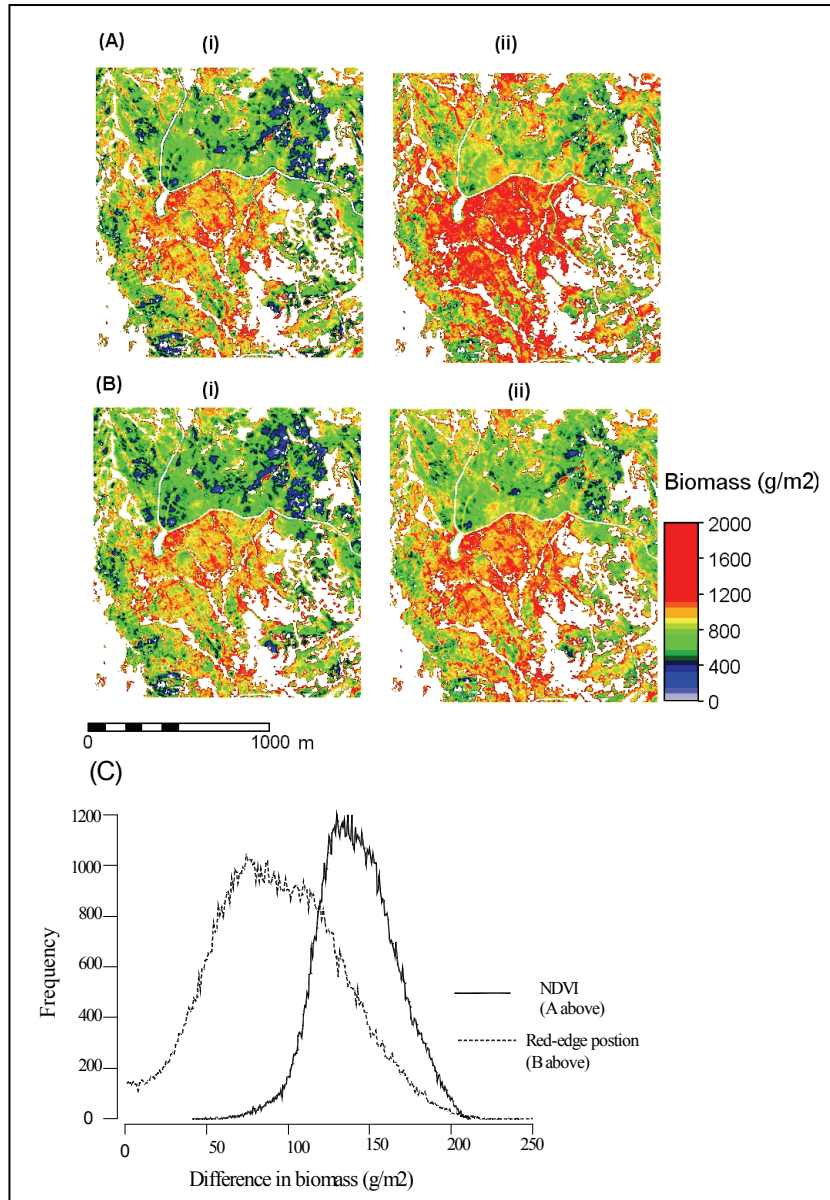 (A)
(i)
(ii)
(B)
(i)
(ii)
Biomass (g/m2)
2000
1600
1200
800
400
0
0
1000 m
(C)
1200
1000
800
600
400
200
0
Frequency
NDVI
(A above)
Red-edge postion
(B above)
0
50
100
150
200
250
Difference in biomass (g/m2)